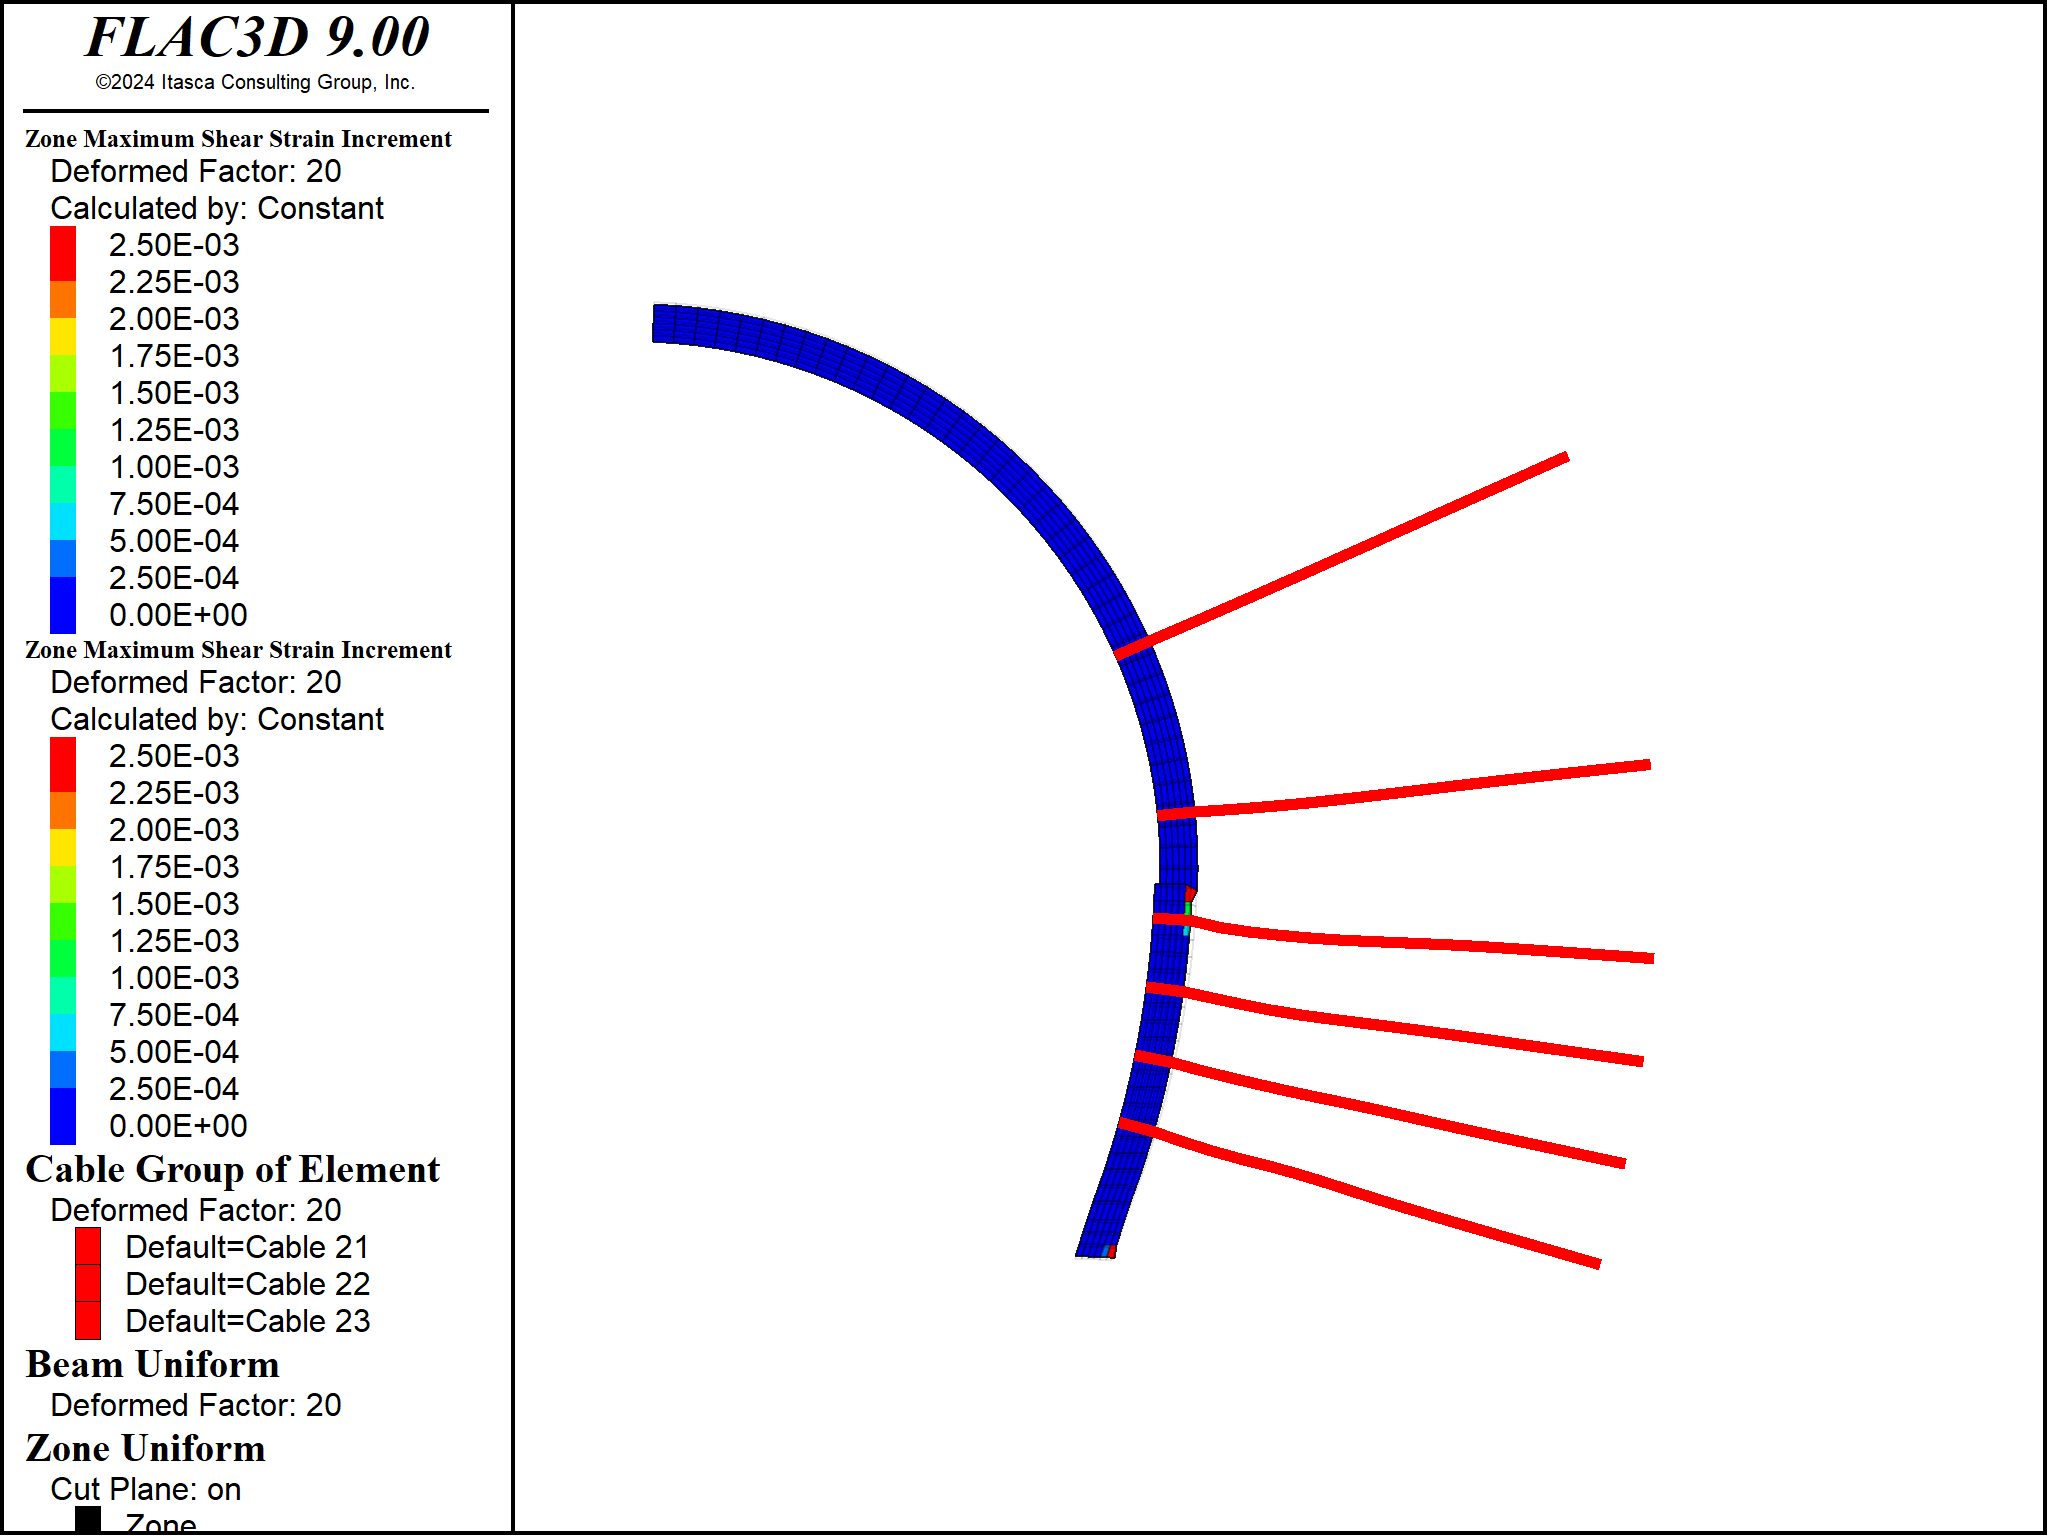 FLAC3D 9.00
©2024 Itasca Consulting Group, Inc.
Zone Maximum Shear Strain Increment
Deformed Factor: 20
Calculated by: Constant
2.50E-03
2.25E-03
2.00E-03
1.75E-03
1.50E-03
1.25E-03
1.00E-03
7.50E-04
5.00E-04
2.50E-04
0.00E+00
Zone Maximum Shear Strain Increment
Deformed Factor: 20
Calculated by: Constant
2.50E-03
2.25E-03
2.00E-03
1.75E-03
1.50E-03
1.25E-03
1.00E-03
7.50E-04
5.00E-04
2.50E-04
0.00E+00
Cable Group of Element
Deformed Factor: 20
Default=Cable 21
Default=Cable 22
Default=Cable 23
Beam Uniform
Deformed Factor: 20
Zone Uniform
Cut Plane: on
Zone